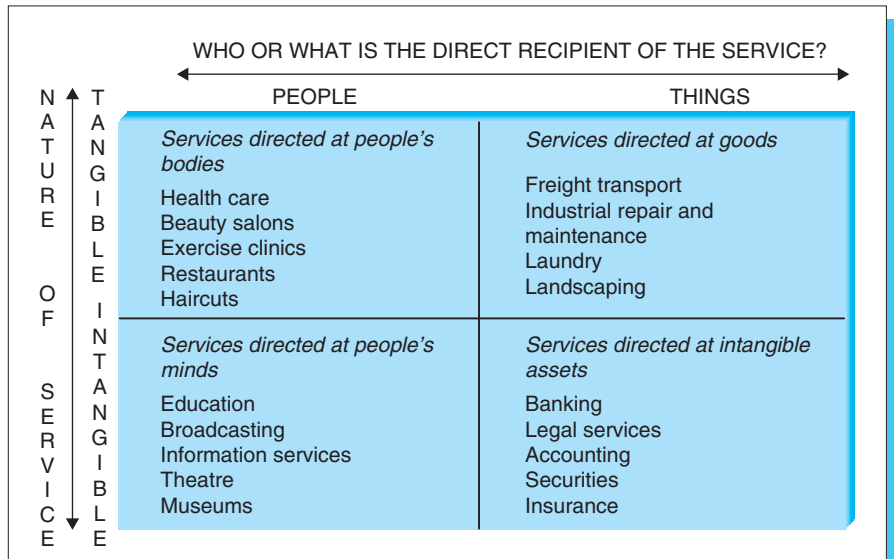 WHO OR WHAT IS THE DIRECT RECIPIENT OF THE SERVICE?
PEOPLE
THINGS
NATURE OF SERVICE
TANGIBLE INTANGIBLE
Services directed at people's
bodies
Health care
Beauty salons
Exercise clinics
Restaurants
Haircuts
Services directed at goods
Freight transport
Industrial repair and
maintenance
Laundry
Landscaping
Services directed at people's
minds
Education
Broadcasting
Information services
Theatre
Museums
Services directed at intangible
assets
Banking
Legal services
Accounting
Securities
Insurance